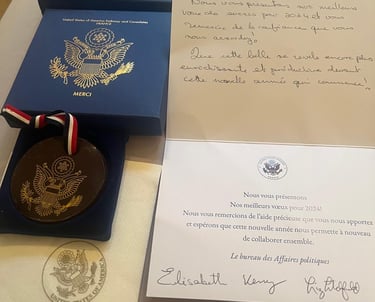 United States of America Embassy and Consulates
FRANCE
MERCI
Nous vous présentons nos meilleurs
vœux de succès pour 2024 et vous
remercions de la confiance que vous
nous accordez!
Que cette belle se révèle encore plus
enrichissante et productive durant
cette nouvelle année qui commence!
Nous vous présentons
Nos meilleurs vœux pour 2024!
Nous vous remercions de l'aide précieuse que vous nous apportez
et espérons que cette nouvelle année nous permette à nouveau
de collaborer ensemble.
Le bureau des Affaires politiques
Elisabeth Kerry